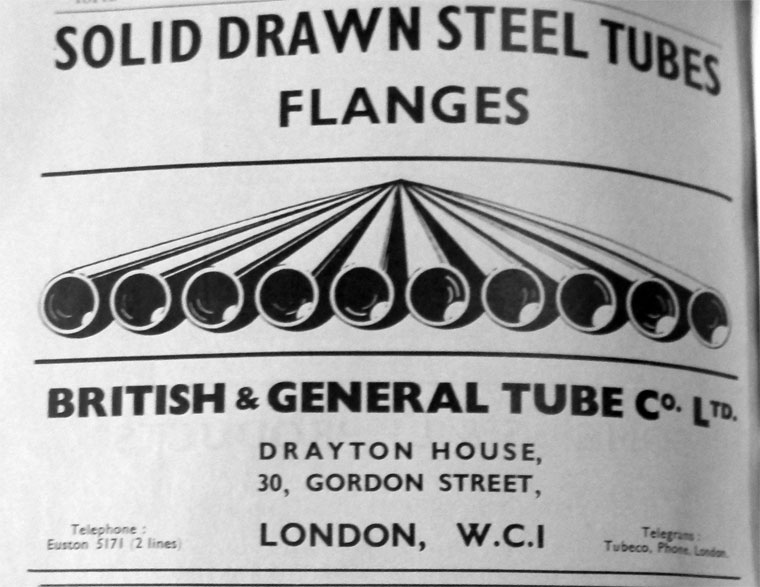 SOLID DRAWN STEEL TUBES
FLANGES
BRITISH & GENERAL TUBE Co. LTD.
DRAYTON HOUSE,
30, GORDON STREET,
LONDON, W.C.1
Telephone :
Euston 5171 (2 lines)
Telegrams :
Tubeco, Phone, London.